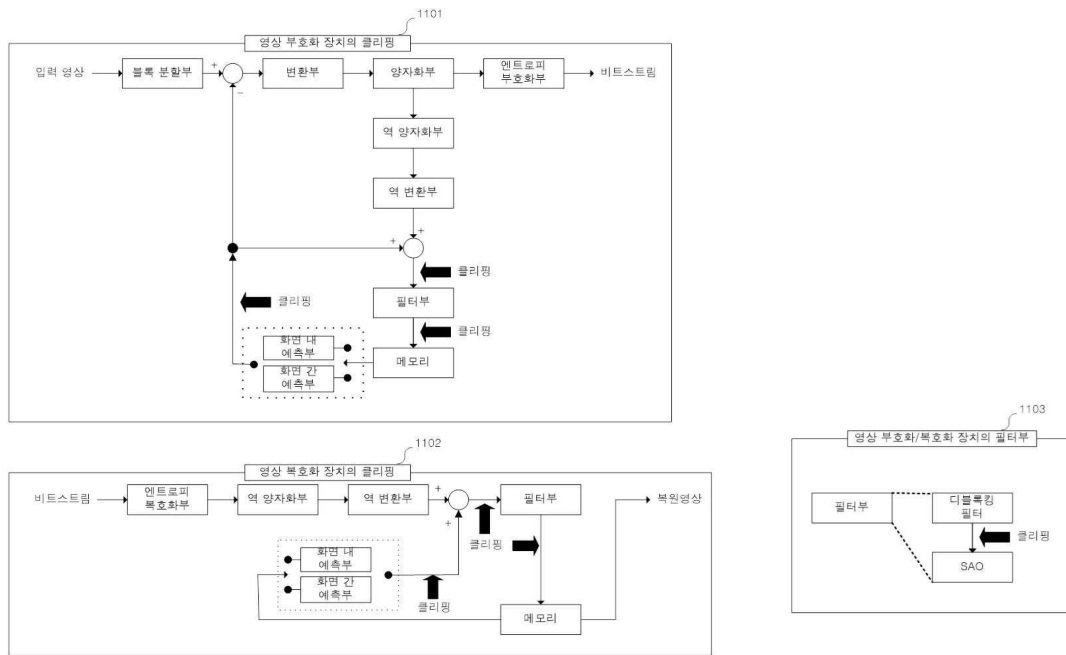 1101
영상 부호화 장치의 클리핑
입력 영상
블록 분할부
+
−
변환부
양자화부
엔트로피
부호화부
비트스트림
역 양자화부
역 변환부
+
+
클리핑
필터부
클리핑
클리핑
메모리
화면 내
예측부
화면 간
예측부
1102
영상 복호화 장치의 클리핑
비트스트림
엔트로피
복호화부
역 양자화부
역 변환부
+
+
필터부
복원영상
클리핑
화면 내
예측부
화면 간
예측부
클리핑
메모리
1103
영상 부호화/복호화 장치의 필터부
필터부
디블록킹
필터
클리핑
SAO